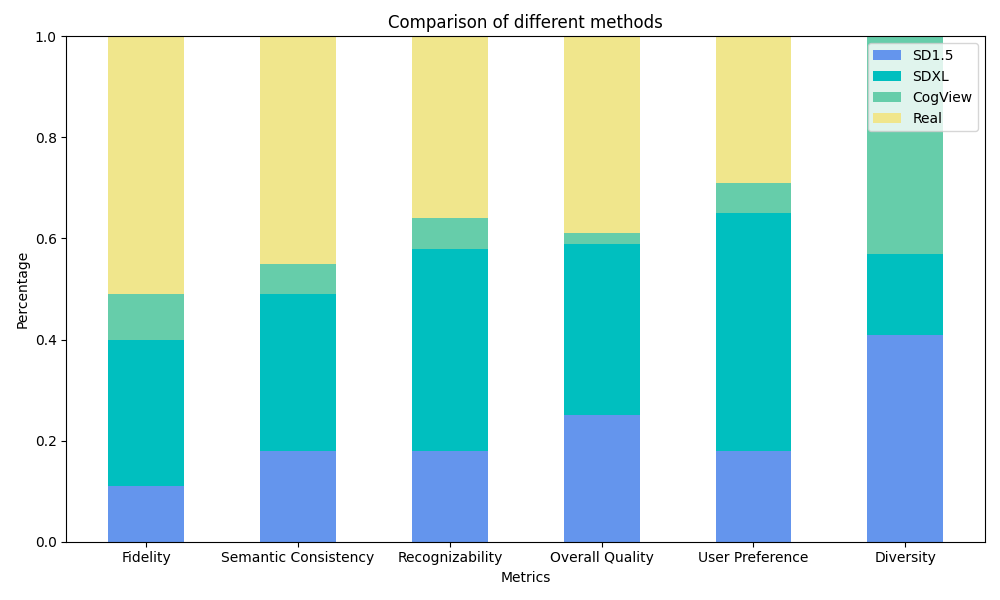 Comparison of different methods
1.0
0.8
0.6
0.4
0.2
0.0
Percentage
SD1.5
SDXL
CogView
Real
Fidelity
Semantic Consistency
Recognizability
Overall Quality
User Preference
Diversity
Metrics